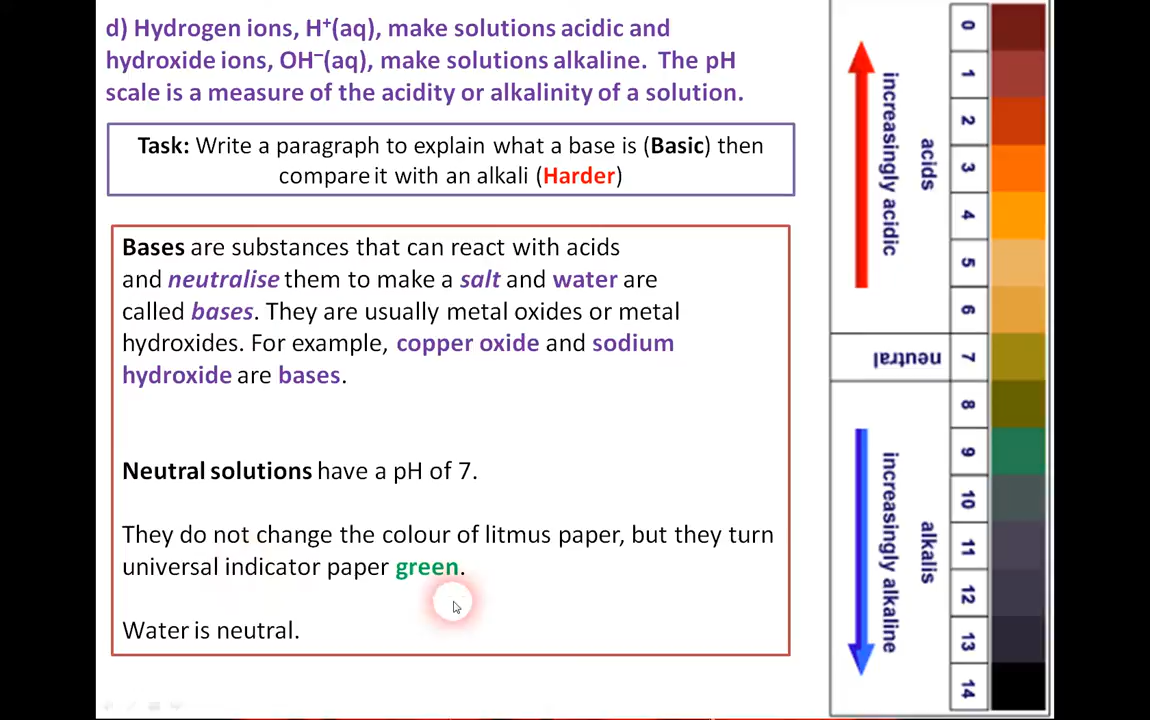 d) Hydrogen ions, H⁺(aq), make solutions acidic and
hydroxide ions, OH⁻(aq), make solutions alkaline. The pH
scale is a measure of the acidity or alkalinity of a solution.
Task: Write a paragraph to explain what a base is (Basic) then
compare it with an alkali (Harder)
Bases are substances that can react with acids
and neutralise them to make a salt and water are
called bases. They are usually metal oxides or metal
hydroxides. For example, copper oxide and sodium
hydroxide are bases.
Neutral solutions have a pH of 7.
They do not change the colour of litmus paper, but they turn
universal indicator paper green.
Water is neutral.
increasingly acidic
acids
neutral
increasingly alkaline
alkalis
0
1
2
3
4
5
6
7
8
9
10
11
12
13
14